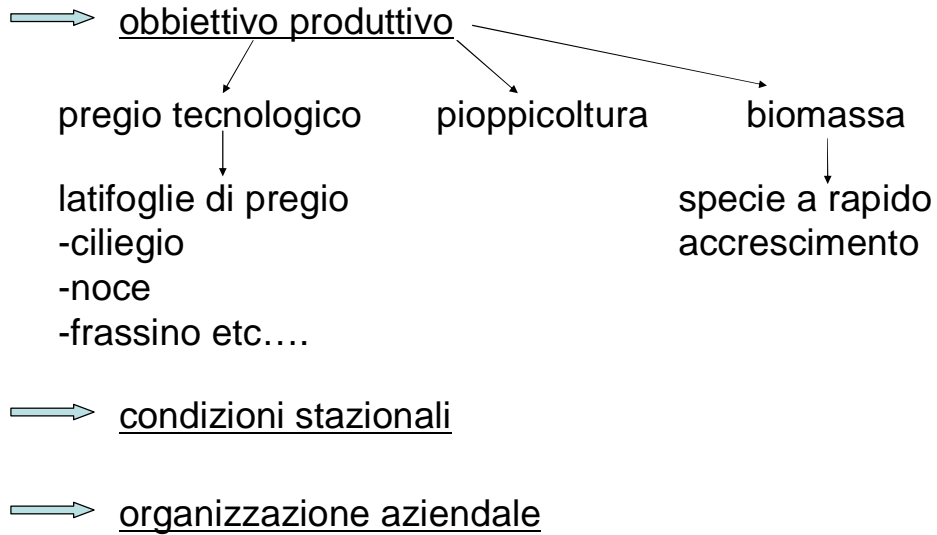 obbiettivo produttivo
pregio tecnologico pioppicoltura biomassa
latifoglie di pregio
-ciliegio
-noce
-frassino etc….
specie a rapido
accrescimento
condizioni stazionali
organizzazione aziendale